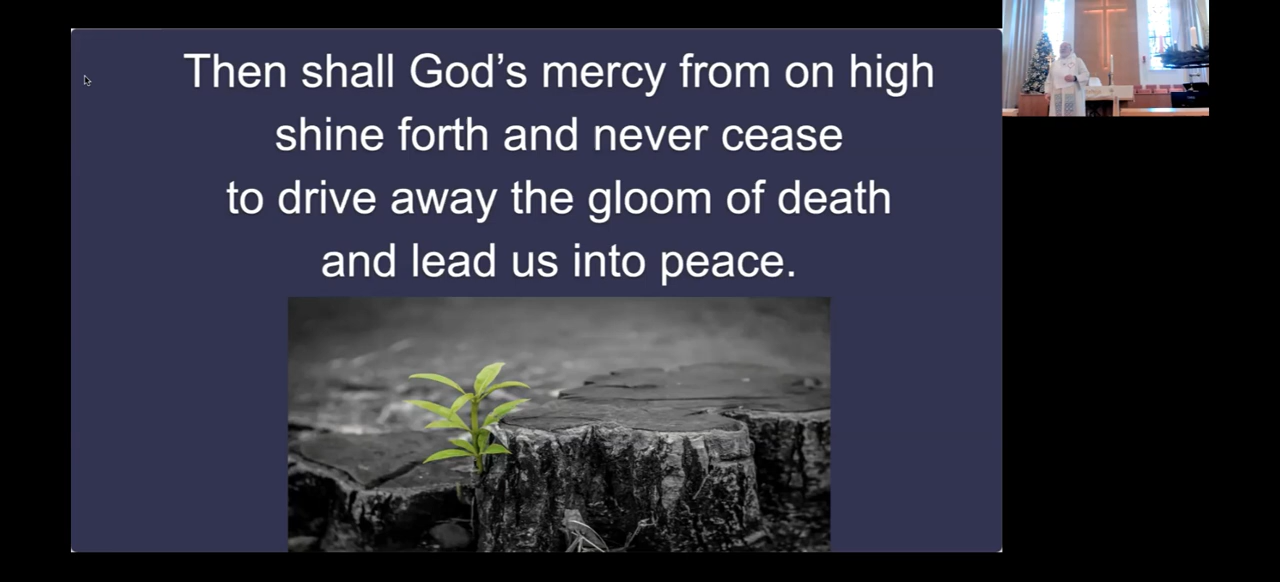 Then shall God’s mercy from on high
shine forth and never cease
to drive away the gloom of death
and lead us into peace.